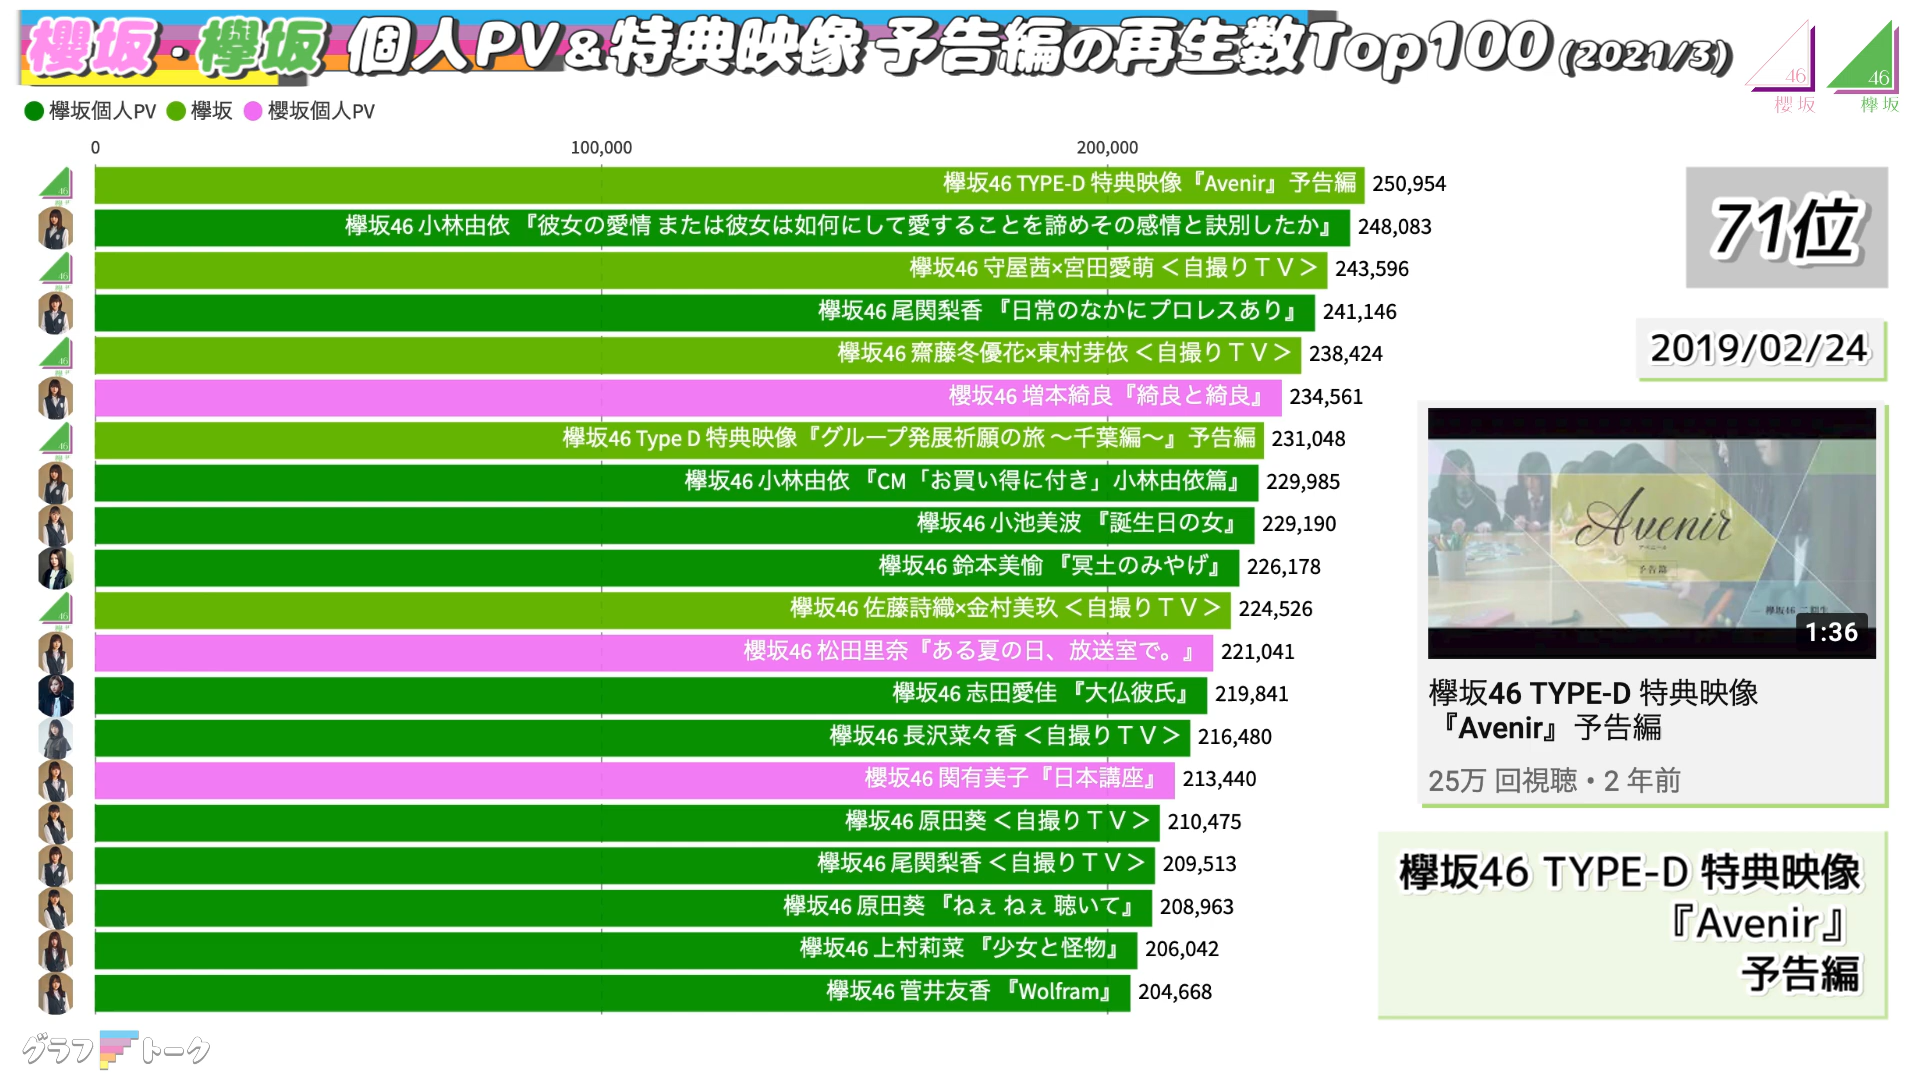 櫻坂・欅坂 個人PV&特典映像 予告編の再生数Top100(2021/3)
46
櫻坂
46
欅坂
欅坂個人PV 欅坂 櫻坂個人PV
0 100,000 200,000
欅坂46 TYPE-D 特典映像『Avenir』予告編 250,954
欅坂46 小林由依 『彼女の愛情 または彼女は如何にして愛することを諦めその感情と訣別したか』 248,083
欅坂46 守屋茜×宮田愛萌 ＜自撮りＴＶ＞ 243,596
欅坂46 尾関梨香 『日常のなかにプロレスあり』 241,146
欅坂46 齋藤冬優花×東村芽依 ＜自撮りＴＶ＞ 238,424
櫻坂46 増本綺良『綺良と綺良』 234,561
欅坂46 Type D 特典映像『グループ発展祈願の旅 ～千葉編～』予告編 231,048
欅坂46 小林由依 『CM「お買い得に付き」小林由依篇』 229,985
欅坂46 小池美波 『誕生日の女』 229,190
欅坂46 鈴本美愉 『冥土のみやげ』 226,178
欅坂46 佐藤詩織×金村美玖 ＜自撮りＴＶ＞ 224,526
櫻坂46 松田里奈『ある夏の日、放送室で。』 221,041
欅坂46 志田愛佳 『大仏彼氏』 219,841
欅坂46 長沢菜々香 ＜自撮りＴＶ＞ 216,480
櫻坂46 関有美子『日本講座』 213,440
欅坂46 原田葵 ＜自撮りＴＶ＞ 210,475
欅坂46 尾関梨香 ＜自撮りＴＶ＞ 209,513
欅坂46 原田葵 『ねぇ ねぇ 聴いて』 208,963
欅坂46 上村莉菜 『少女と怪物』 206,042
欅坂46 菅井友香 『Wolfram』 204,668
71位
2019/02/24
Avenir
アベニール
予告篇
欅坂46 二期生
1:36
欅坂46 TYPE-D 特典映像
『Avenir』予告編
25万 回視聴・2 年前
欅坂46 TYPE-D 特典映像
『Avenir』
予告編
グラフトーク